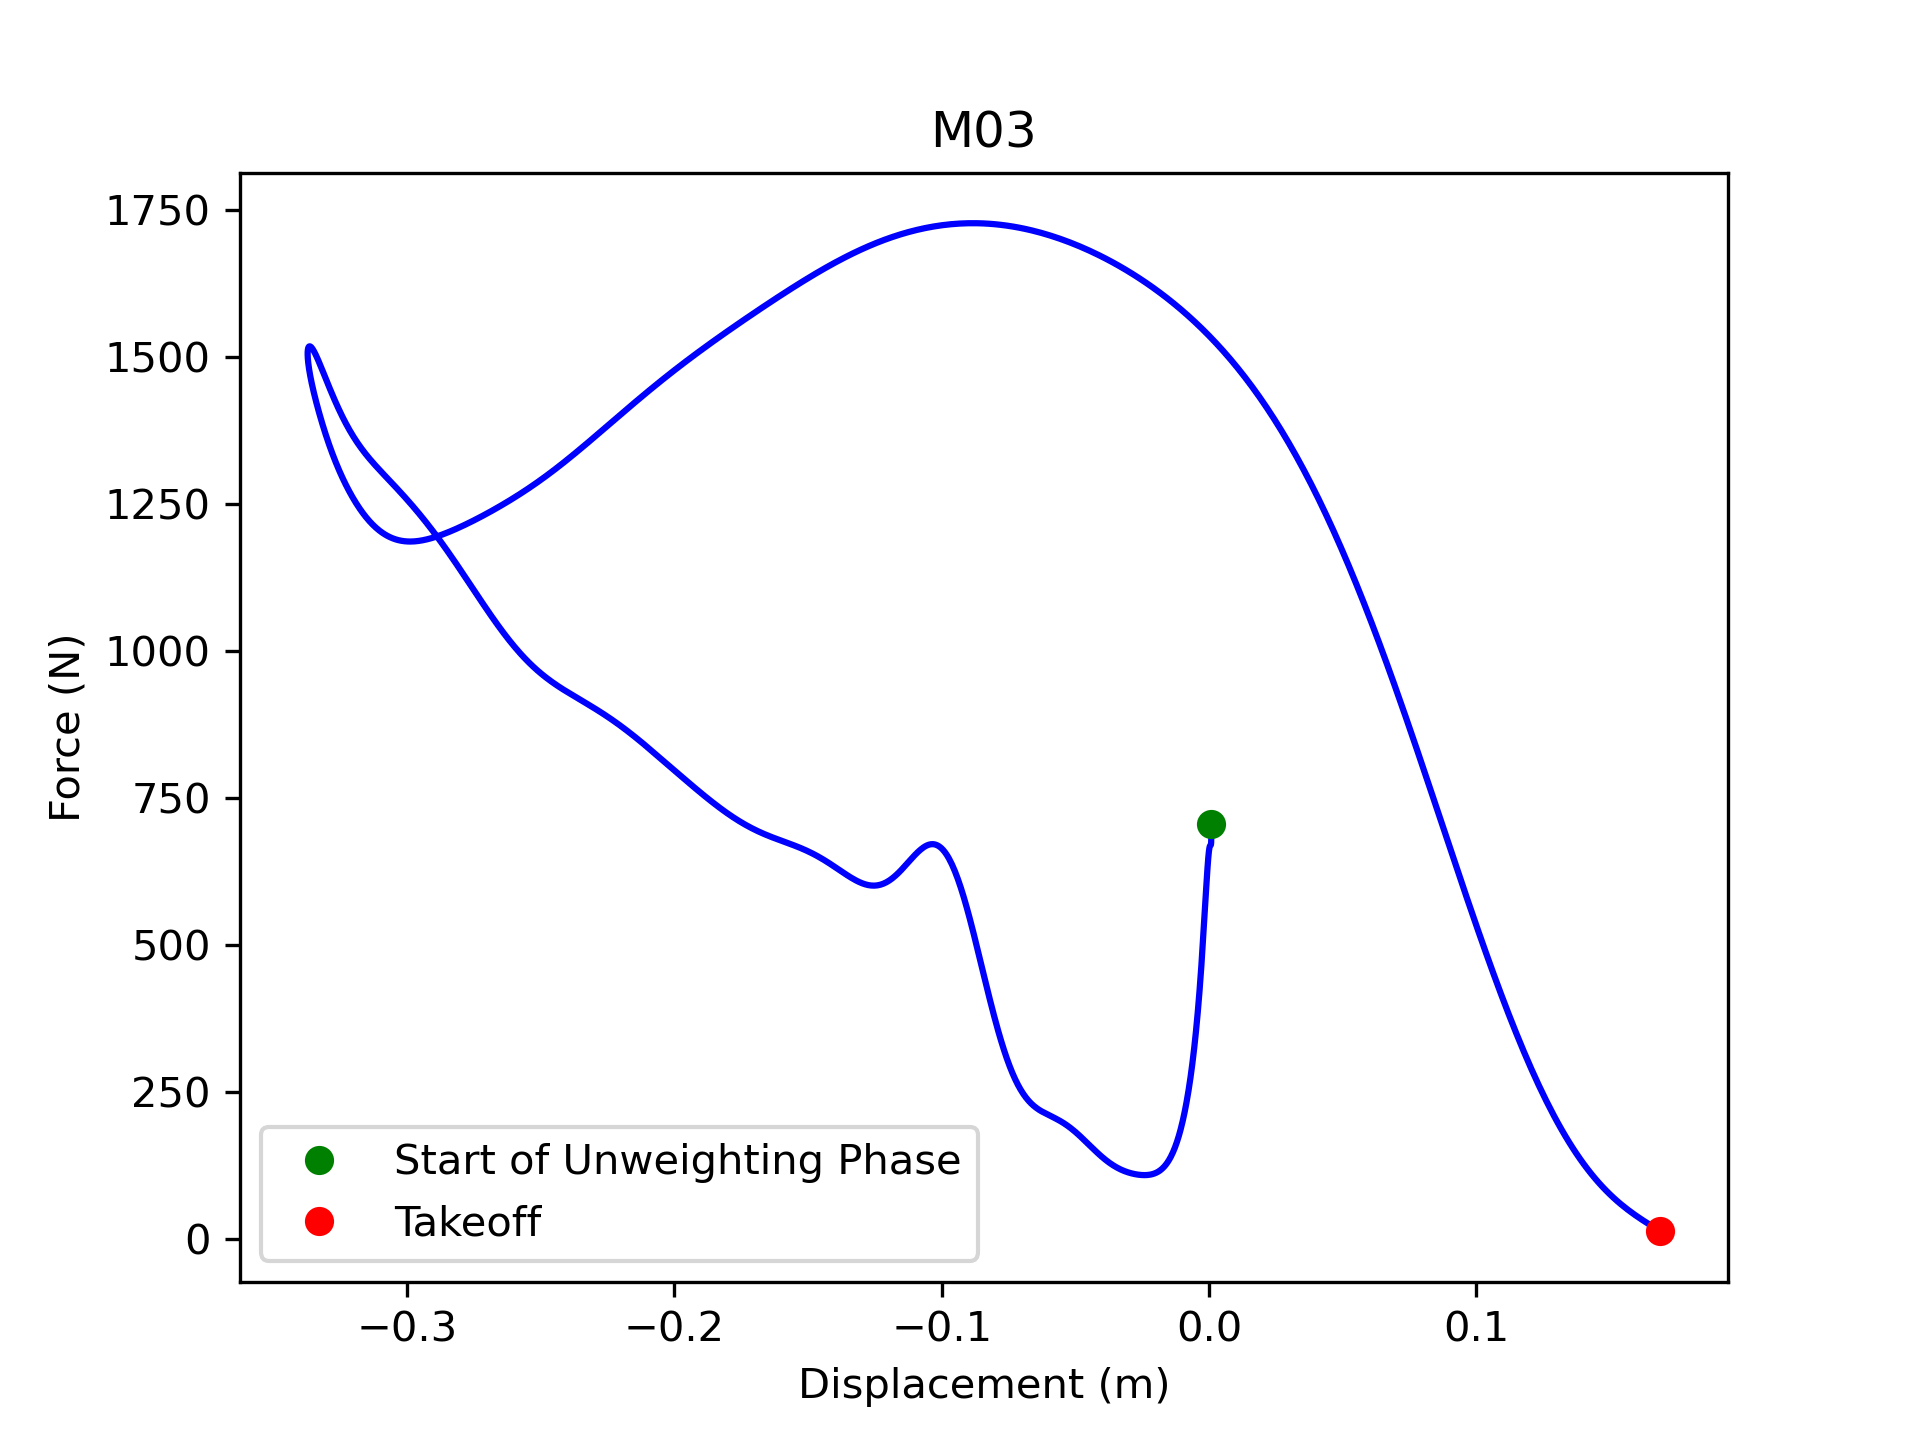 M03
Force (N)
1750
1500
1250
1000
750
500
250
0
Start of Unweighting Phase
Takeoff
−0.3 −0.2 −0.1 0.0 0.1
Displacement (m)